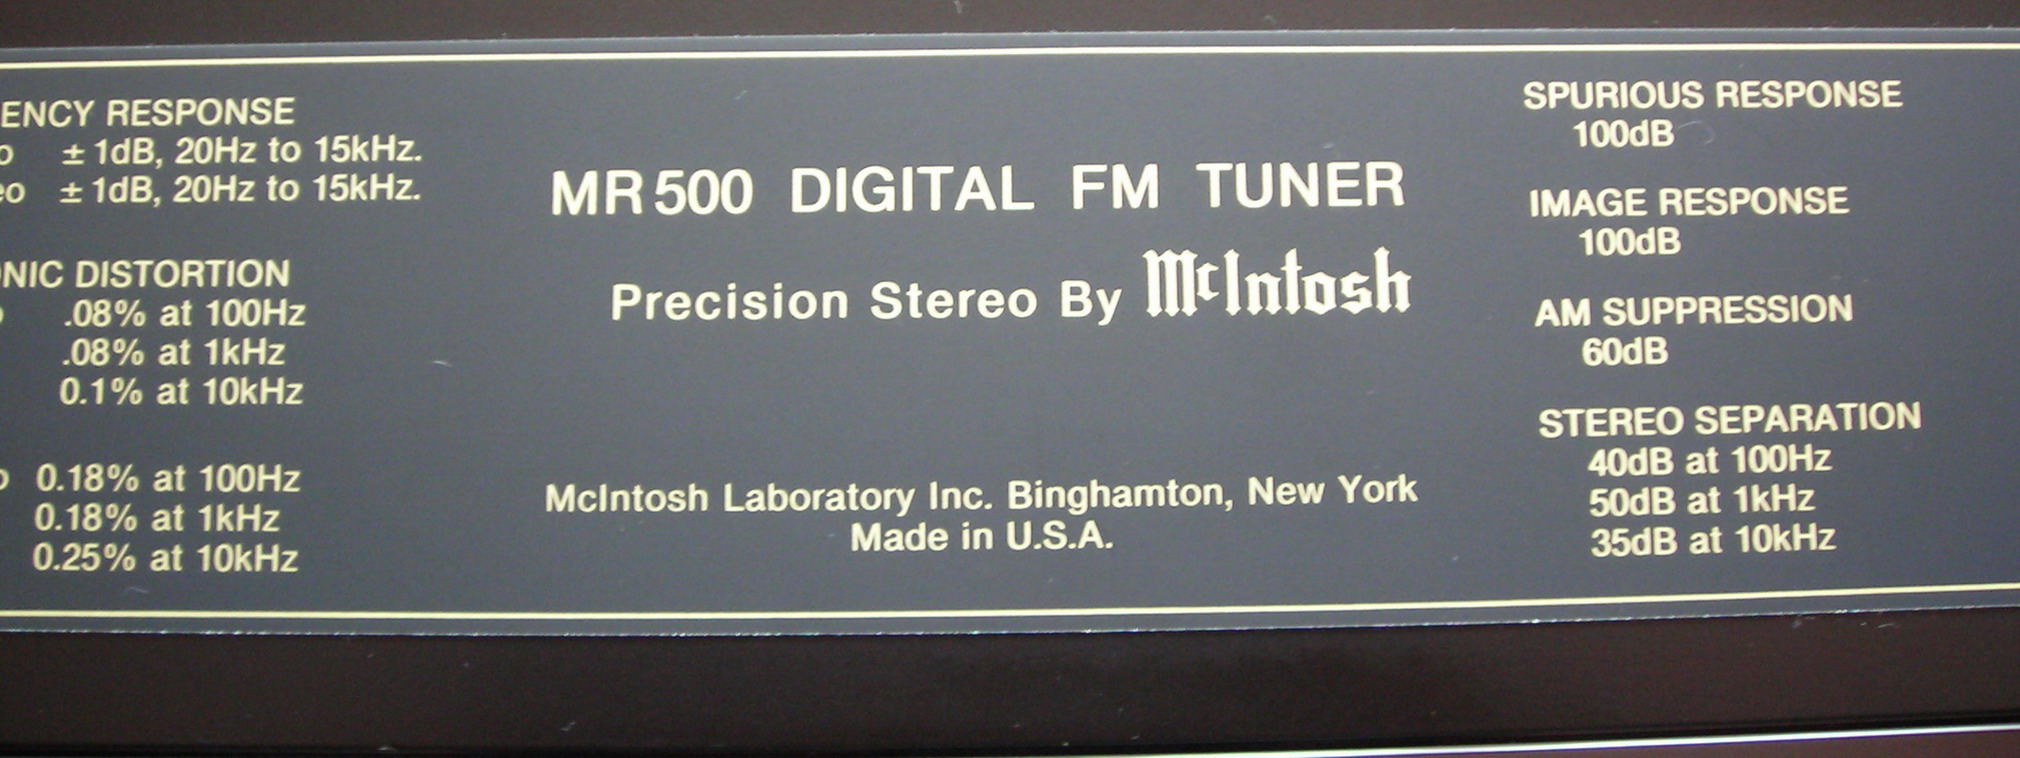 ENCY RESPONSE
o ± 1dB, 20Hz to 15kHz.
eo ± 1dB, 20Hz to 15kHz.
NIC DISTORTION
.08% at 100Hz
.08% at 1kHz
0.1% at 10kHz
o 0.18% at 100Hz
0.18% at 1kHz
0.25% at 10kHz
MR500 DIGITAL FM TUNER
Precision Stereo By McIntosh
McIntosh Laboratory Inc. Binghamton, New York
Made in U.S.A.
SPURIOUS RESPONSE
100dB
IMAGE RESPONSE
100dB
AM SUPPRESSION
60dB
STEREO SEPARATION
40dB at 100Hz
50dB at 1kHz
35dB at 10kHz